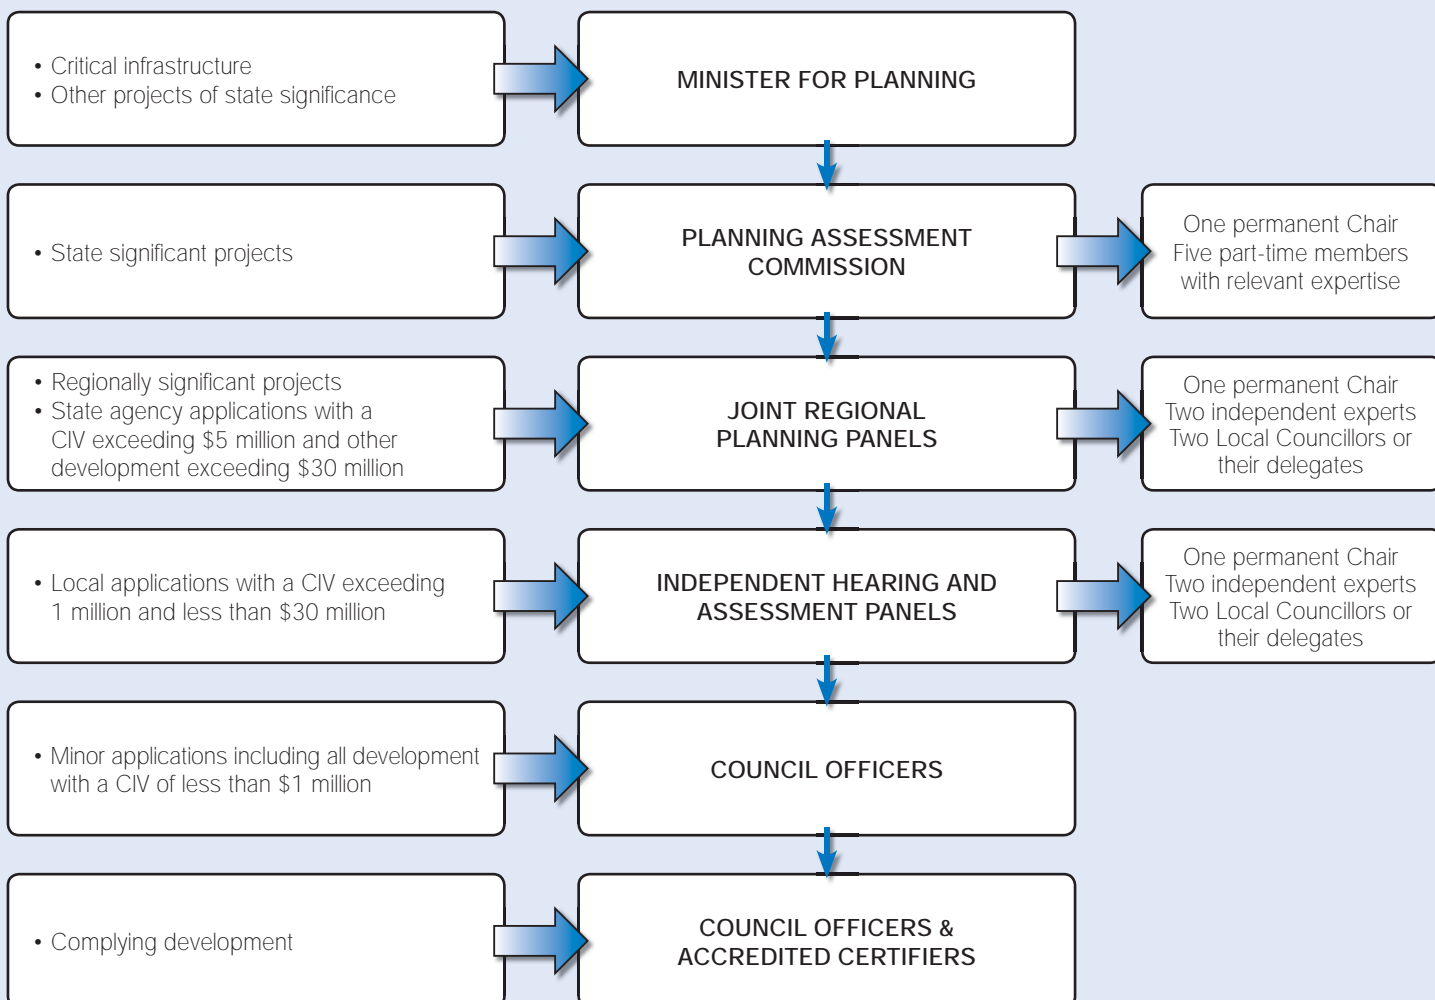 • Critical infrastructure
• Other projects of state significance
MINISTER FOR PLANNING
• State significant projects
PLANNING ASSESSMENT
COMMISSION
One permanent Chair
Five part-time members
with relevant expertise
• Regionally significant projects
• State agency applications with a
CIV exceeding $5 million and other
development exceeding $30 million
JOINT REGIONAL
PLANNING PANELS
One permanent Chair
Two independent experts
Two Local Councillors or
their delegates
• Local applications with a CIV exceeding
1 million and less than $30 million
INDEPENDENT HEARING AND
ASSESSMENT PANELS
One permanent Chair
Two independent experts
Two Local Councillors or
their delegates
• Minor applications including all development
with a CIV of less than $1 million
COUNCIL OFFICERS
• Complying development
COUNCIL OFFICERS &
ACCREDITED CERTIFIERS